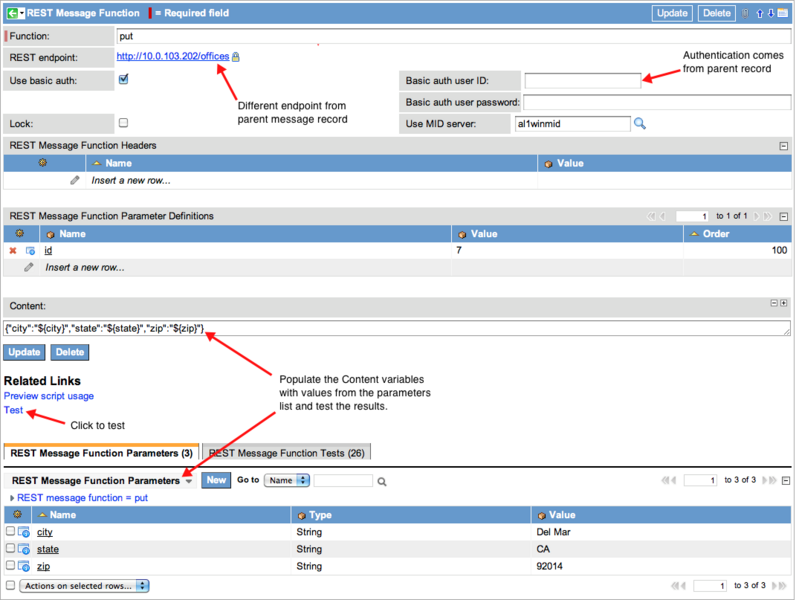 REST Message Function = Required field Update Delete
Function: put
REST endpoint: http://10.0.103.202/offices
Authentication comes
from parent record
Use basic auth: Basic auth user ID:
Different endpoint from
parent message record
Basic auth user password:
Lock: Use MID server: al1winmid
REST Message Function Headers
Name Value
Insert a new row...
REST Message Function Parameter Definitions 1 to 1 of 1
Name Value Order
id 7 100
Insert a new row...
Content:
{"city":"${city}","state":"${state}","zip":"${zip}"}
Update Delete
Related Links
Preview script usage
Test
Click to test
Populate the Content variables
with values from the parameters
list and test the results.
REST Message Function Parameters (3) REST Message Function Tests (26)
REST Message Function Parameters New Go to Name 1 to 3 of 3
REST message function = put
Name Type Value
city String Del Mar
state String CA
zip String 92014
Actions on selected rows... 1 to 3 of 3